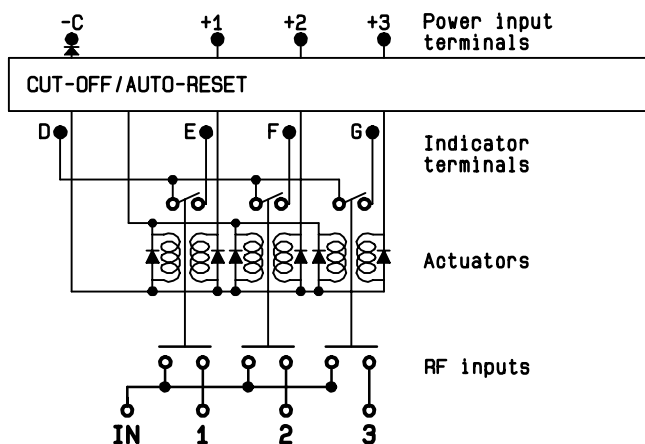 -C +1 +2 +3 Power input
terminals
CUT-OFF/AUTO-RESET
D E F G Indicator
terminals
Actuators
RF inputs
IN 1 2 3